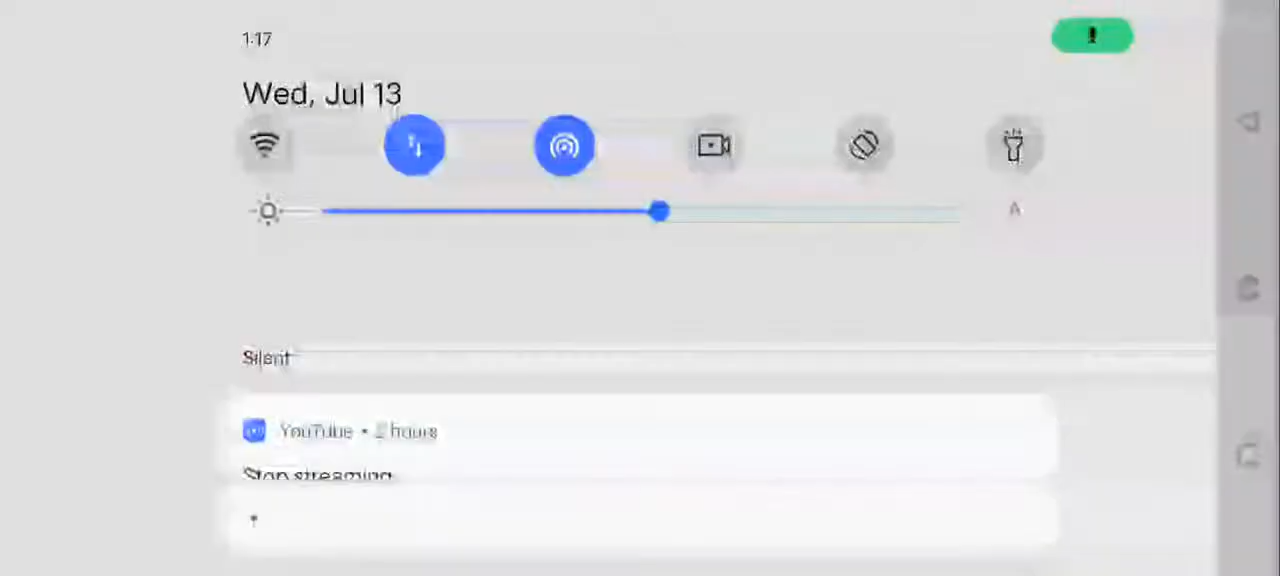 1:17
Wed, Jul 13
A
Silent
YouTube • 2 hours
Stop streaming